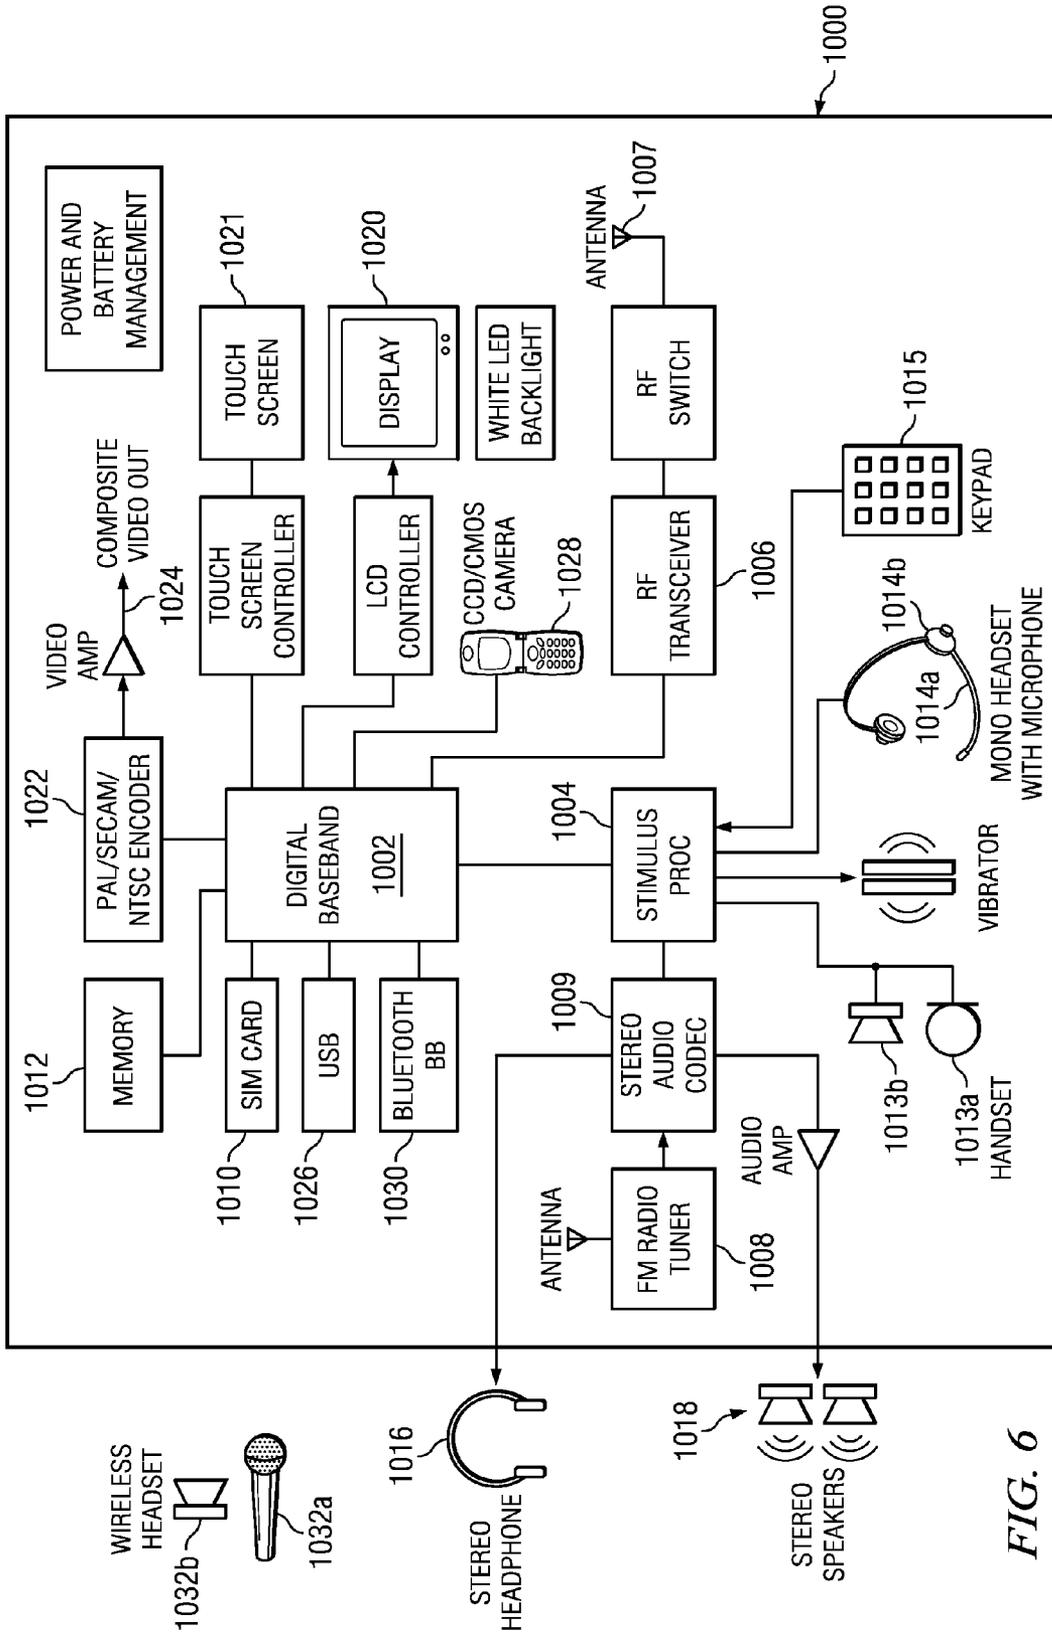 WIRELESS
HEADSET
1032b
1032a
1016
STEREO
HEADPHONE
1018
STEREO
SPEAKERS
1012
MEMORY
1022
PAL/SECAM/
NTSC ENCODER
VIDEO
AMP
1024
COMPOSITE
VIDEO OUT
POWER AND
BATTERY
MANAGEMENT
1010
SIM CARD
1026
USB
1030
BLUETOOTH
BB
DIGITAL
BASEBAND
1002
TOUCH
SCREEN
CONTROLLER
TOUCH
SCREEN
1021
LCD
CONTROLLER
DISPLAY
1020
CCD/CMOS
CAMERA
1028
WHITE LED
BACKLIGHT
ANTENNA
FM RADIO
TUNER
1008
1009
STEREO
AUDIO
CODEC
1004
STIMULUS
PROC
RF
TRANSCEIVER
1006
RF
SWITCH
ANTENNA
1007
AUDIO
AMP
1013b
1013a
HANDSET
VIBRATOR
1014b
1014a
MONO HEADSET
WITH MICROPHONE
1015
KEYPAD
1000
FIG. 6